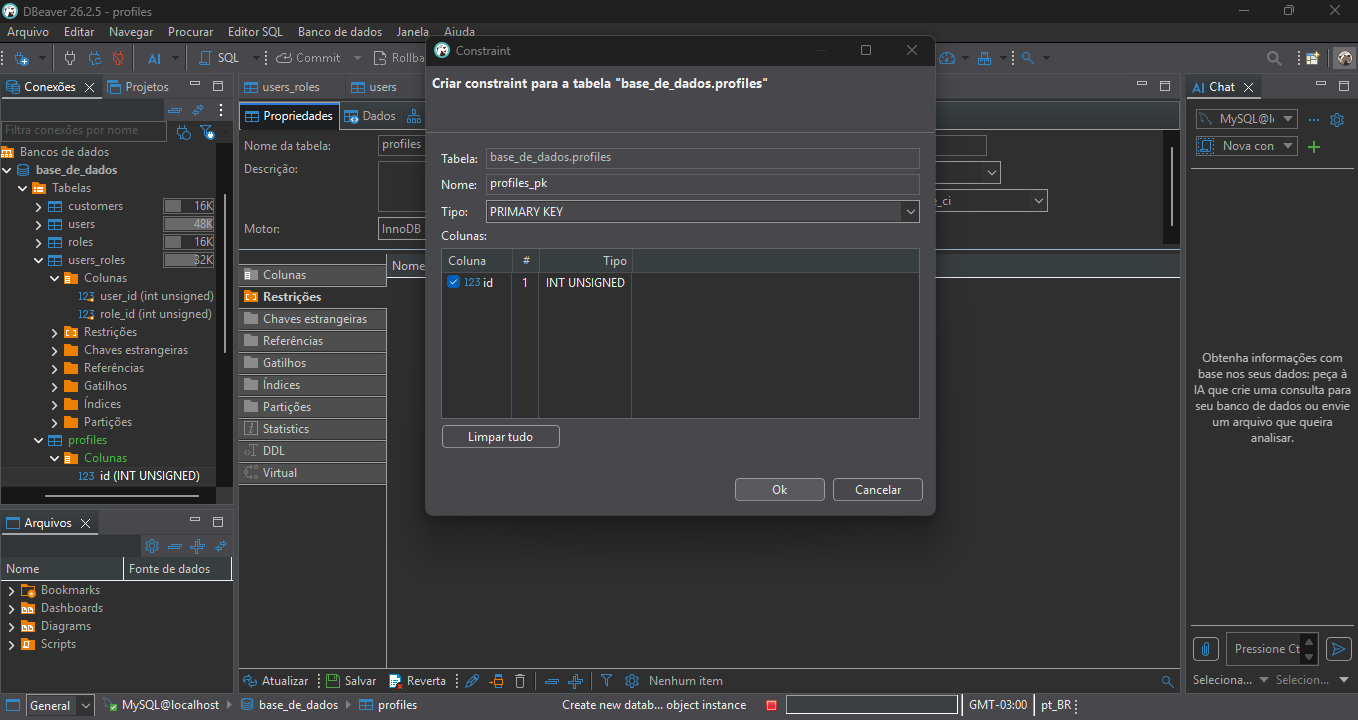 DBeaver 26.2.5 - profiles
Arquivo Editar Navegar Procurar Editor SQL Banco de dados Janela Ajuda
AI SQL Commit Rollba
Conexões Projetos
Filtra conexões por nome
Bancos de dados
base_de_dados
Tabelas
customers 16K
users 48K
roles 16K
users_roles 32K
Colunas
123 user_id (int unsigned)
123 role_id (int unsigned)
Restrições
Chaves estrangeiras
Referências
Gatilhos
Índices
Partições
profiles
Colunas
123 id (INT UNSIGNED)
Arquivos
Nome Fonte de dados
Bookmarks
Dashboards
Diagrams
Scripts
users_roles users
Propriedades Dados
Nome da tabela: profiles
Descrição:
Motor: InnoDB
e_ci
Colunas
Restrições
Chaves estrangeiras
Referências
Gatilhos
Índices
Partições
Statistics
DDL
Virtual
Nome
Constraint
Criar constraint para a tabela "base_de_dados.profiles"
Tabela: base_de_dados.profiles
Nome: profiles_pk
Tipo: PRIMARY KEY
Colunas:
Coluna # Tipo
123 id 1 INT UNSIGNED
Limpar tudo
Ok Cancelar
Atualizar Salvar Reverta Nenhum item
AI Chat
MySQL@l
Nova con
Obtenha informações com
base nos seus dados: peça à
IA que crie uma consulta para
seu banco de dados ou envie
um arquivo que queira
analisar.
Pressione Ct
Seleciona... Selecion...
General MySQL@localhost base_de_dados profiles Create new datab... object instance GMT-03:00 pt_BR